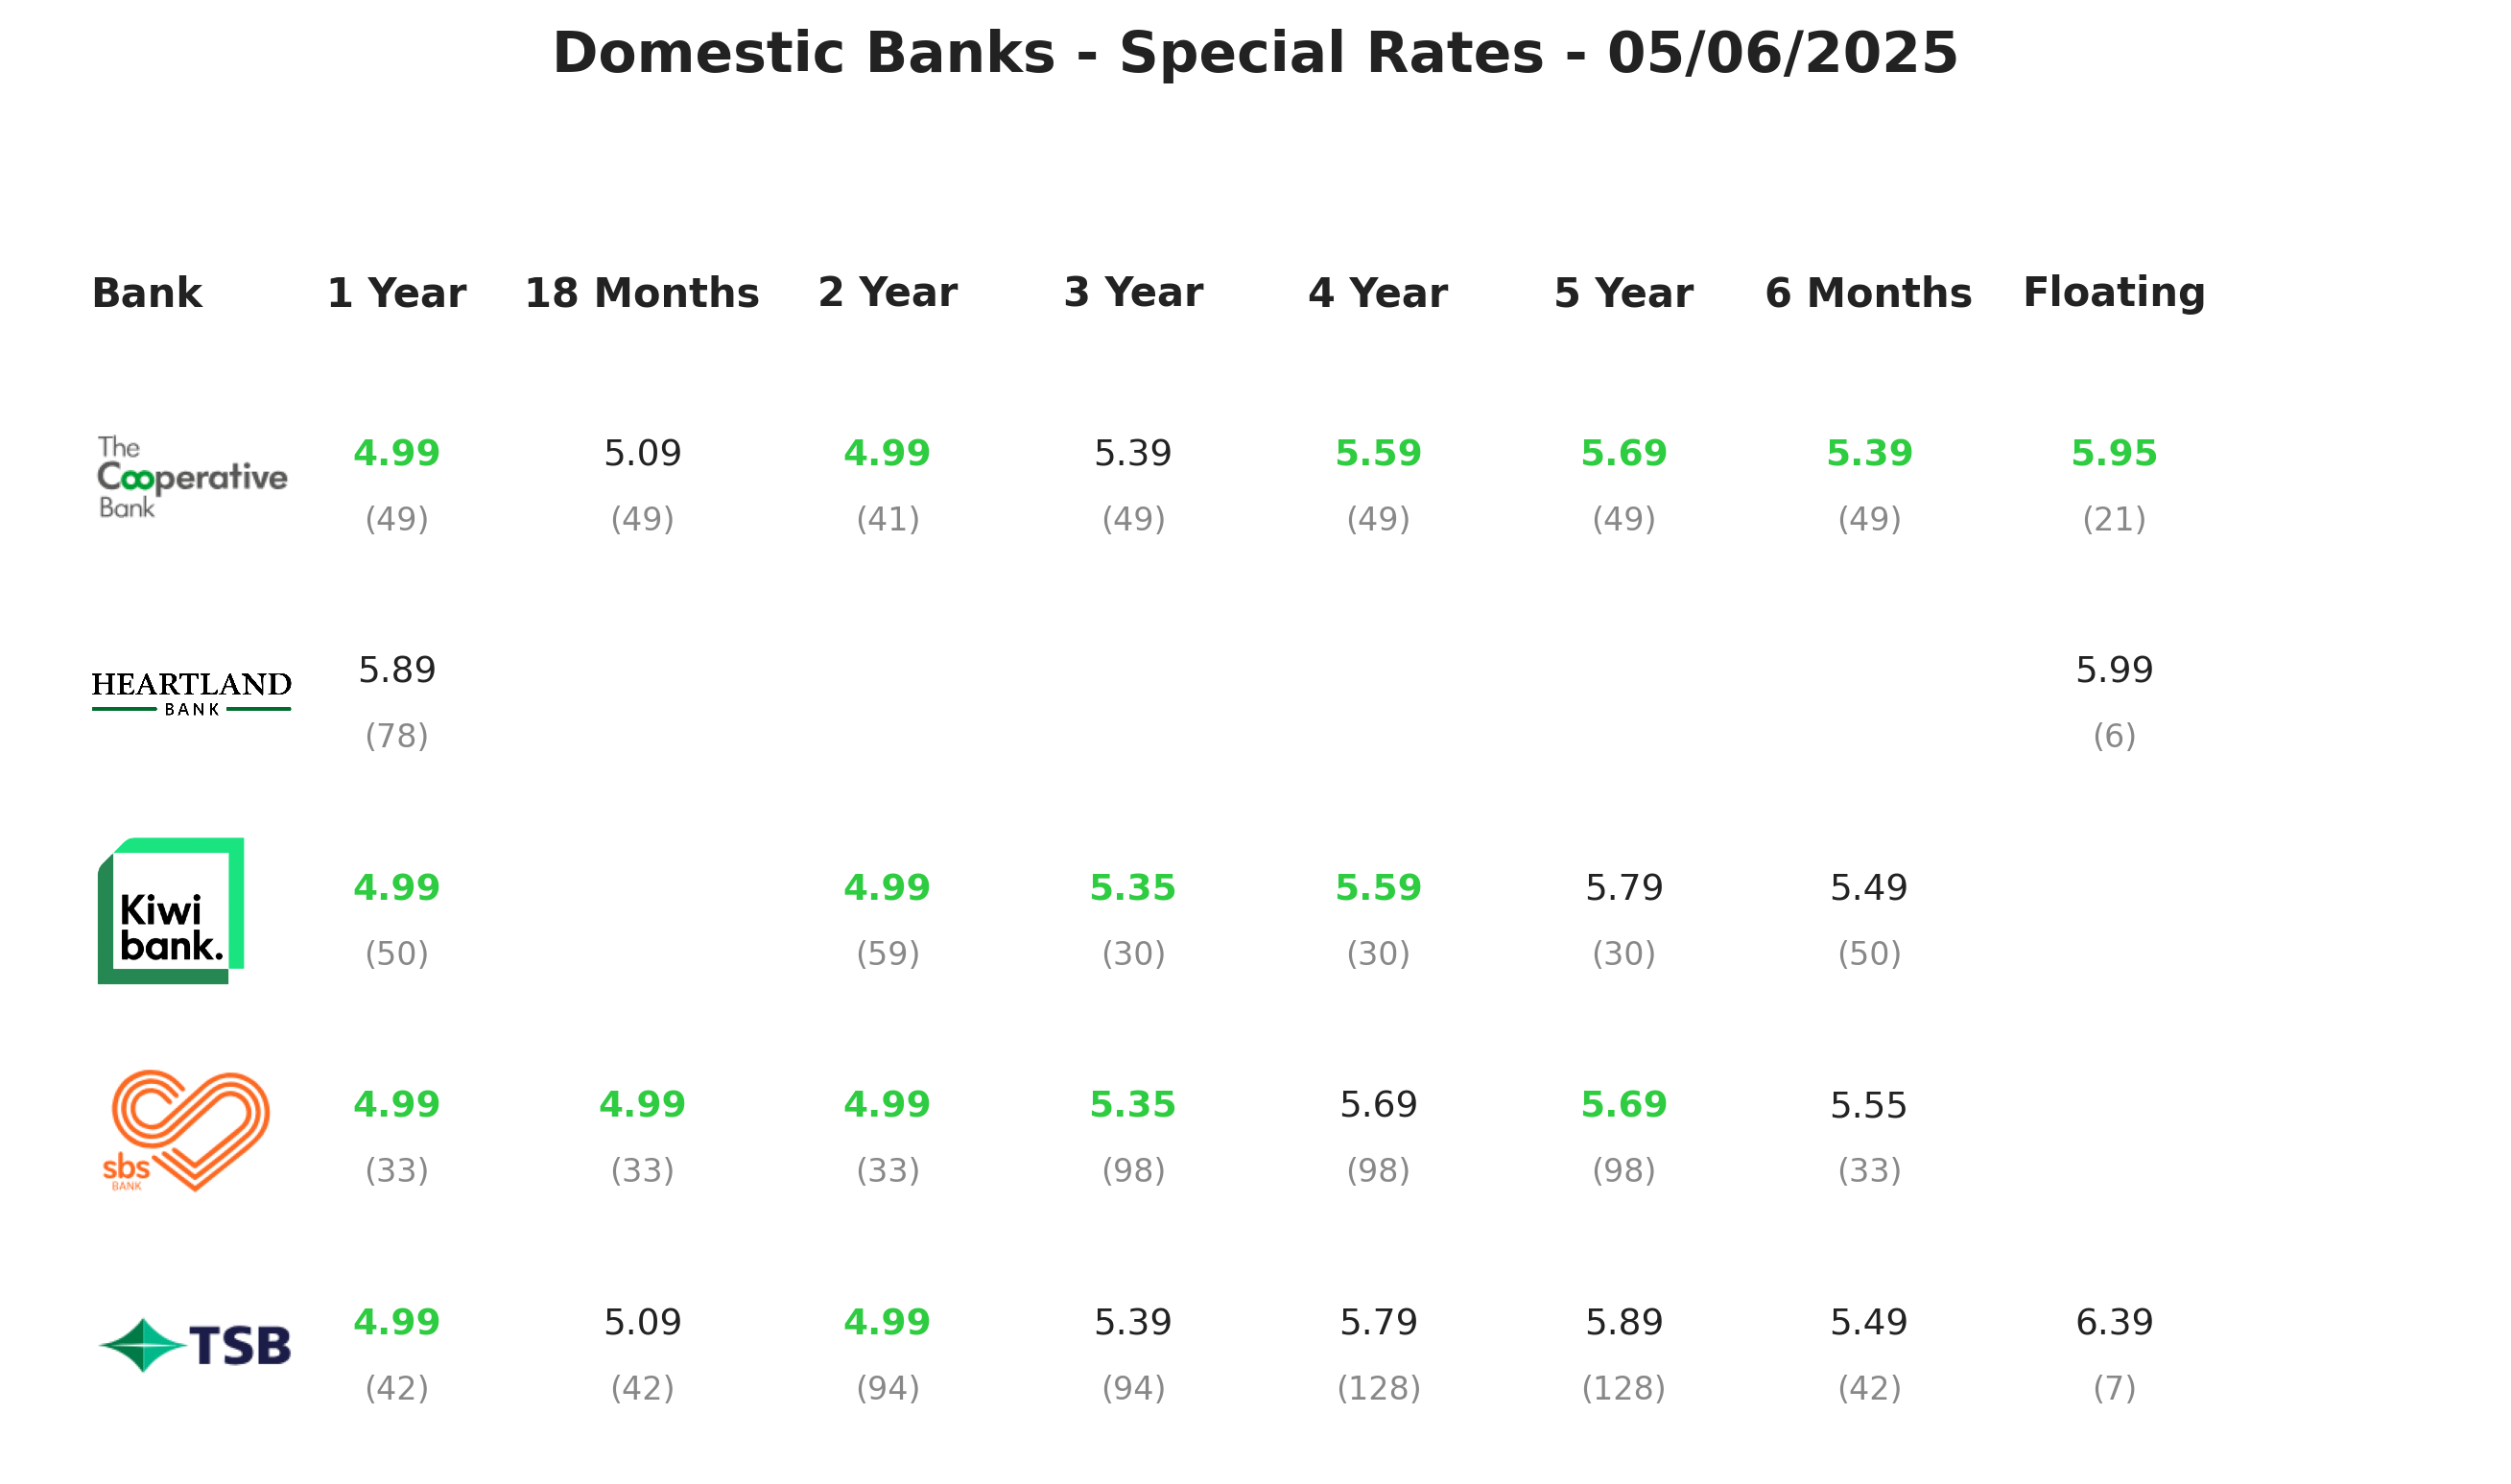 Domestic Banks - Special Rates - 05/06/2025
Bank 1 Year 18 Months 2 Year 3 Year 4 Year 5 Year 6 Months Floating
The
Cooperative
Bank
4.99 5.09 4.99 5.39 5.59 5.69 5.39 5.95
(49) (49) (41) (49) (49) (49) (49) (21)
HEARTLAND
BANK
5.89 5.99
(78) (6)
Kiwi
bank.
4.99 4.99 5.35 5.59 5.79 5.49
(50) (59) (30) (30) (30) (50)
sbs
BANK
4.99 4.99 4.99 5.35 5.69 5.69 5.55
(33) (33) (33) (98) (98) (98) (33)
TSB
4.99 5.09 4.99 5.39 5.79 5.89 5.49 6.39
(42) (42) (94) (94) (128) (128) (42) (7)